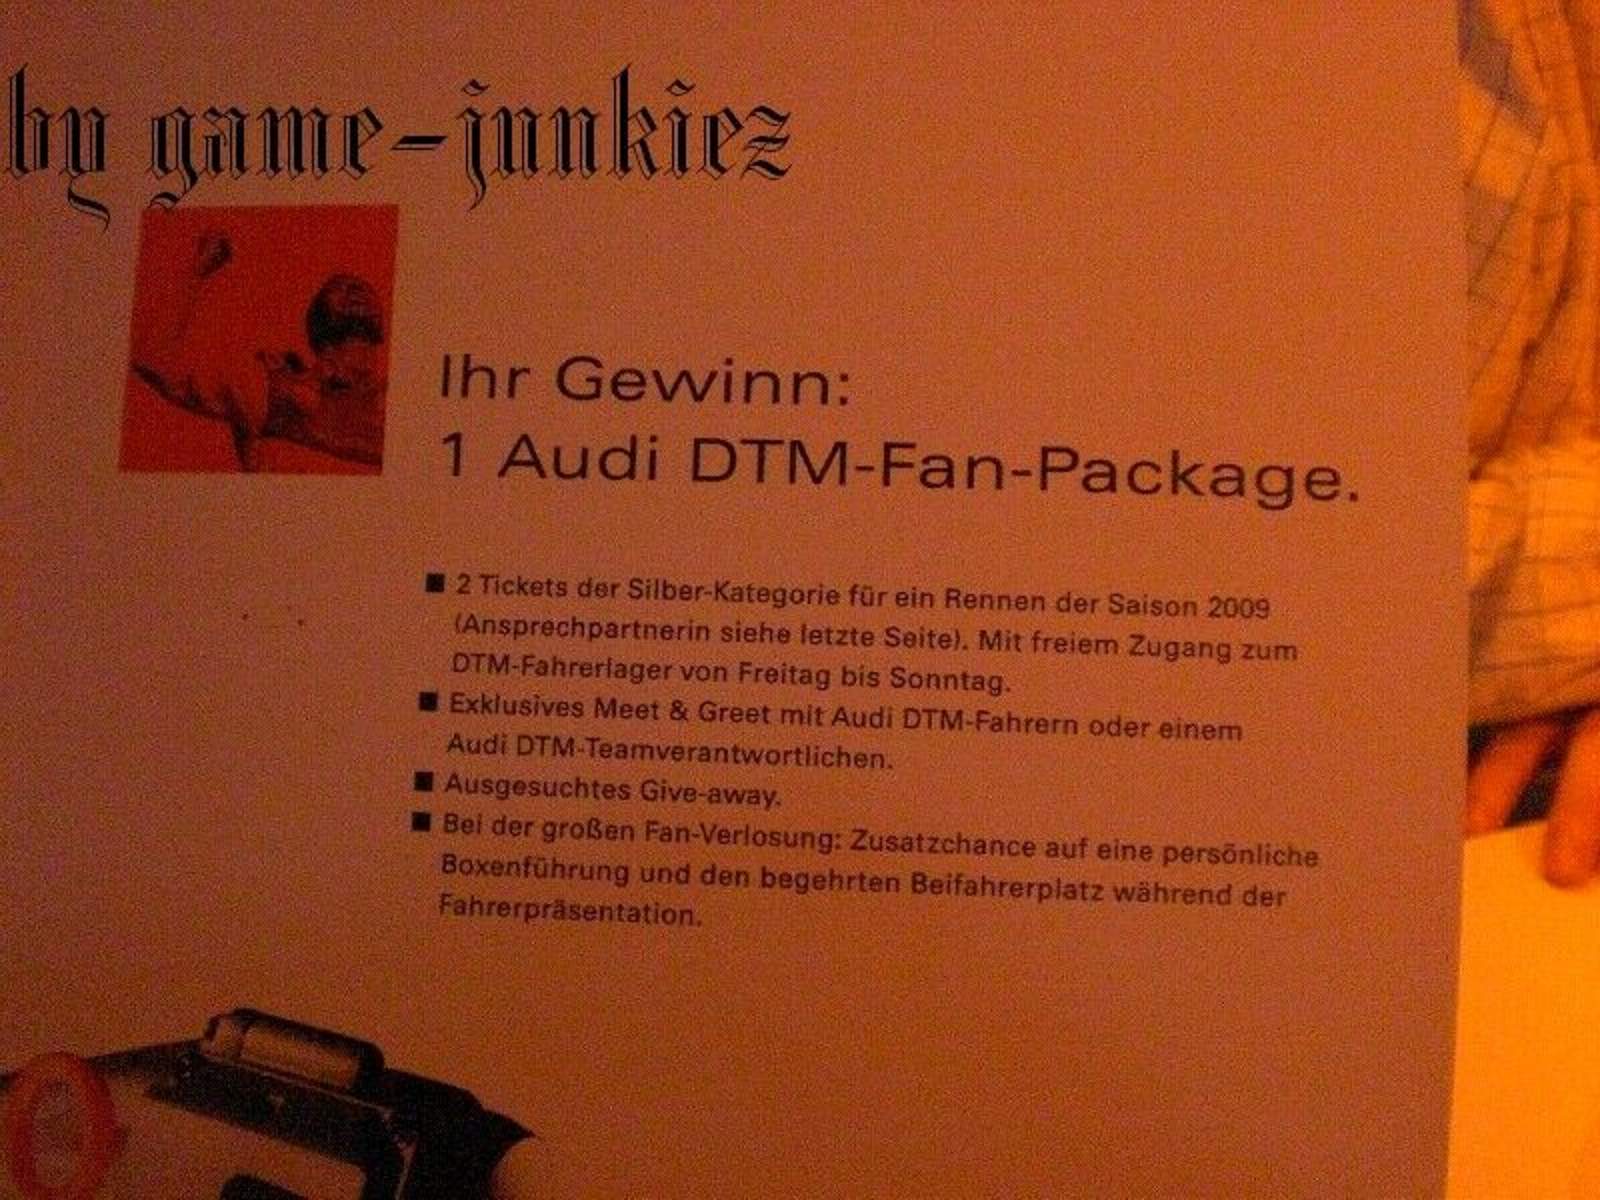 by game-junkiez
Ihr Gewinn:
1 Audi DTM-Fan-Package.
■ 2 Tickets der Silber-Kategorie für ein Rennen der Saison 2009
(Ansprechpartnerin siehe letzte Seite). Mit freiem Zugang zum
DTM-Fahrerlager von Freitag bis Sonntag.
■ Exklusives Meet & Greet mit Audi DTM-Fahrern oder einem
Audi DTM-Teamverantwortlichen.
■ Ausgesuchtes Give-away.
■ Bei der großen Fan-Verlosung: Zusatzchance auf eine persönliche
Boxenführung und den begehrten Beifahrerplatz während der
Fahrerpräsentation.